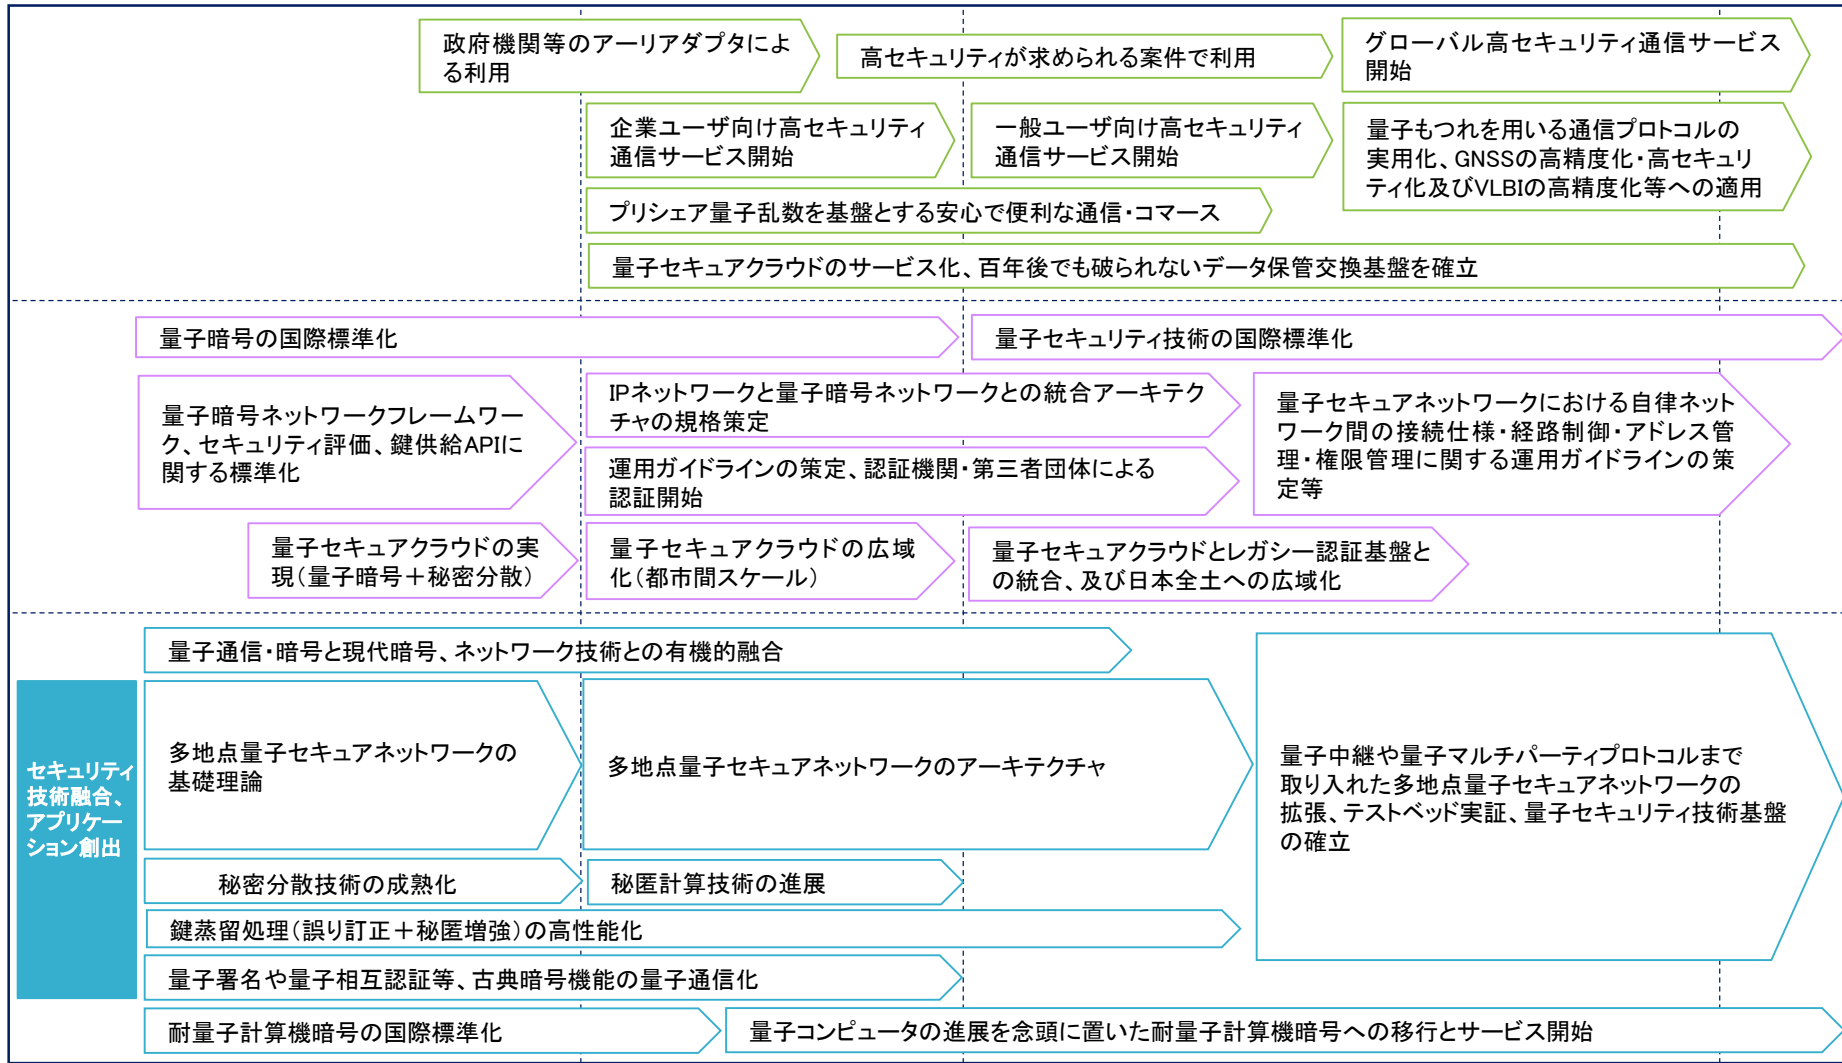 政府機関等のアーリアダプタによ
る利用
高セキュリティが求められる案件で利用
グローバル高セキュリティ通信サービス
開始
企業ユーザ向け高セキュリティ
通信サービス開始
一般ユーザ向け高セキュリティ
通信サービス開始
量子もつれを用いる通信プロトコルの
実用化、GNSSの高精度化・高セキュリ
ティ化及びVLBIの高精度化等への適用
プリシェア量子乱数を基盤とする安心で便利な通信・コマース
量子セキュアクラウドのサービス化、百年後でも破られないデータ保管交換基盤を確立
量子暗号の国際標準化
量子セキュリティ技術の国際標準化
量子暗号ネットワークフレームワー
ク、セキュリティ評価、鍵供給APIに
関する標準化
IPネットワークと量子暗号ネットワークとの統合アーキテク
チャの規格策定
運用ガイドラインの策定、認証機関・第三者団体による
認証開始
量子セキュアネットワークにおける自律ネット
ワーク間の接続仕様・経路制御・アドレス管
理・権限管理に関する運用ガイドラインの策
定等
量子セキュアクラウドの実
現（量子暗号＋秘密分散）
量子セキュアクラウドの広域
化（都市間スケール）
量子セキュアクラウドとレガシー認証基盤と
の統合、及び日本全土への広域化
量子通信・暗号と現代暗号、ネットワーク技術との有機的融合
セキュリティ
技術融合、
アプリケー
ション創出
多地点量子セキュアネットワークの
基礎理論
多地点量子セキュアネットワークのアーキテクチャ
量子中継や量子マルチパーティプロトコルまで
取り入れた多地点量子セキュアネットワークの
拡張、テストベッド実証、量子セキュリティ技術基盤
の確立
秘密分散技術の成熟化
秘匿計算技術の進展
鍵蒸留処理（誤り訂正＋秘匿増強）の高性能化
量子署名や量子相互認証等、古典暗号機能の量子通信化
耐量子計算機暗号の国際標準化
量子コンピュータの進展を念頭に置いた耐量子計算機暗号への移行とサービス開始